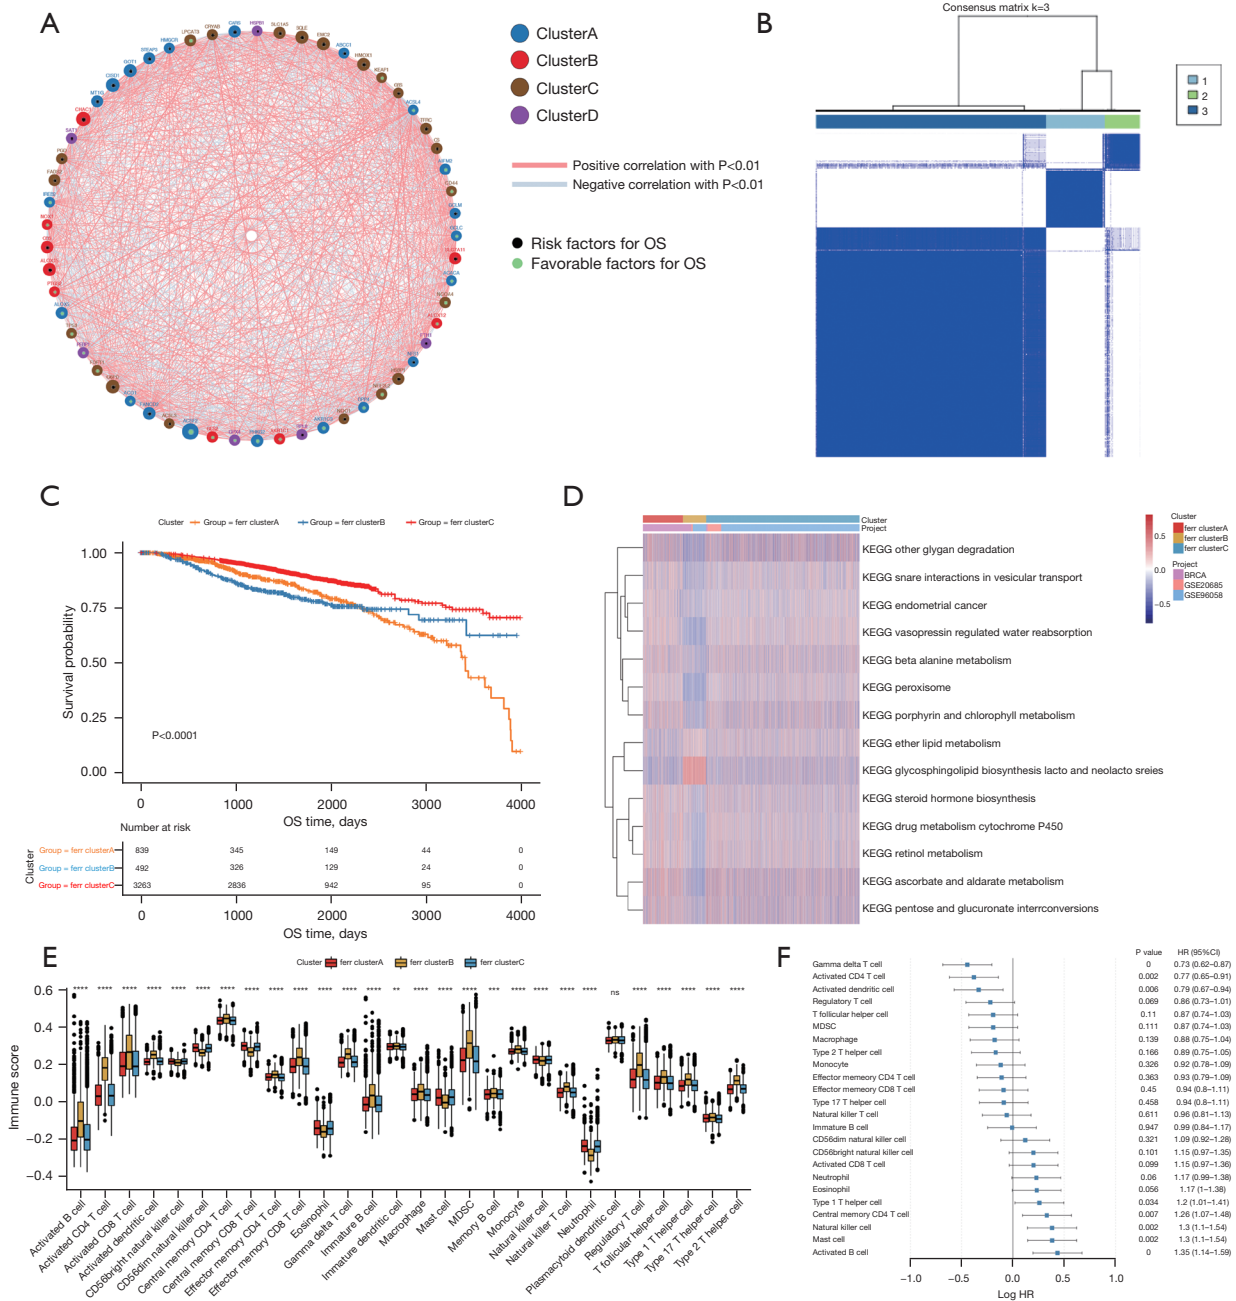 A
ClusterA
ClusterB
ClusterC
ClusterD
Positive correlation with P<0.01
Negative correlation with P<0.01
Risk factors for OS
Favorable factors for OS
B
Consensus matrix k=3
1
2
3
C
Cluster Group = ferr clusterA Group = ferr clusterB Group = ferr clusterC
Survival probability
1.00
0.75
0.50
0.25
0.00
P<0.0001
0 1000 2000 3000 4000
OS time, days
Number at risk
Cluster
Group = ferr clusterA 839 345 149 44 0
Group = ferr clusterB 492 326 129 24 0
Group = ferr clusterC 3263 2836 942 95 0
0 1000 2000 3000 4000
OS time, days
D
Cluster
Project
KEGG other glygan degradation
KEGG snare interactions in vesicular transport
KEGG endometrial cancer
KEGG vasopressin regulated water reabsorption
KEGG beta alanine metabolism
KEGG peroxisome
KEGG porphyrin and chlorophyll metabolism
KEGG ether lipid metabolism
KEGG glycosphingolipid biosynthesis lacto and neolacto sreies
KEGG steroid hormone biosynthesis
KEGG drug metabolism cytochrome P450
KEGG retinol metabolism
KEGG ascorbate and aldarate metabolism
KEGG pentose and glucuronate interrconversions
0.5
0.0
−0.5
Cluster
ferr clusterA
ferr clusterB
ferr clusterC
Project
BRCA
GSE20685
GSE96058
E
Cluster ferr clusterA ferr clusterB ferr clusterC
Immune score
0.6
0.4
0.2
0.0
−0.2
−0.4
**** **** **** **** **** **** **** **** **** **** **** **** **** ** **** **** **** *** **** **** **** **** ns **** **** **** **** ****
Activated B cell
Activated CD4 T cell
Activated CD8 T cell
Activated dendritic cell
CD56bright natural killer cell
CD56dim natural killer cell
Central memory CD4 T cell
Central memory CD8 T cell
Effector memory CD4 T cell
Effector memory CD8 T cell
Eosinophil
Gamma delta T cell
Immature B cell
Immature dendritic cell
Macrophage
Mast cell
MDSC
Memory B cell
Monocyte
Natural killer cell
Natural killer T cell
Neutrophil
Plasmacytoid dendritic cell
Regulatory T cell
T follicular helper cell
Type 1 T helper cell
Type 17 T helper cell
Type 2 T helper cell
F
P value HR (95%CI)
Gamma delta T cell 0 0.73 (0.62−0.87)
Activated CD4 T cell 0.002 0.77 (0.65−0.91)
Activated dendritic cell 0.006 0.79 (0.67−0.94)
Regulatory T cell 0.069 0.86 (0.73−1.01)
T follicular helper cell 0.11 0.87 (0.74−1.03)
MDSC 0.111 0.87 (0.74−1.03)
Macrophage 0.139 0.88 (0.75−1.04)
Type 2 T helper cell 0.166 0.89 (0.75−1.05)
Monocyte 0.326 0.92 (0.78−1.09)
Effector memeory CD4 T cell 0.363 0.93 (0.79−1.09)
Effector memeory CD8 T cell 0.45 0.94 (0.8−1.11)
Type 17 T helper cell 0.458 0.94 (0.8−1.11)
Natural killer T cell 0.611 0.96 (0.81−1.13)
Immature B cell 0.947 0.99 (0.84−1.17)
CD56dim natural killer cell 0.321 1.09 (0.92−1.28)
CD56bright natural killer cell 0.101 1.15 (0.97−1.35)
Activated CD8 T cell 0.099 1.15 (0.97−1.36)
Neutrophil 0.06 1.17 (0.99−1.38)
Eosinophil 0.056 1.17 (1−1.38)
Type 1 T helper cell 0.034 1.2 (1.01−1.41)
Central memory CD4 T cell 0.007 1.26 (1.07−1.48)
Natural killer cell 0.002 1.3 (1.1−1.54)
Mast cell 0.002 1.3 (1.1−1.54)
Activated B cell 0 1.35 (1.14−1.59)
−1.0 −0.5 0.0 0.5 1.0
Log HR